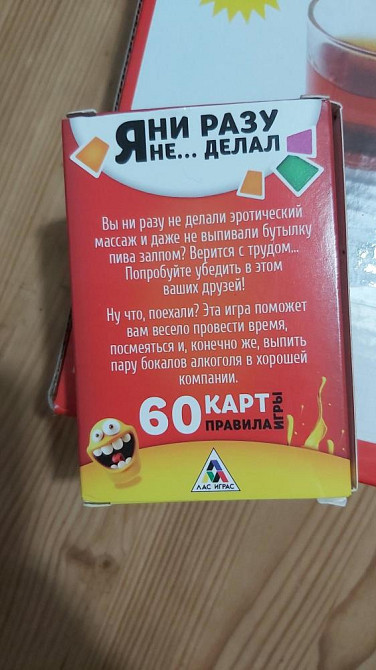 Я НИ РАЗУ
НЕ... ДЕЛАЛ
Вы ни разу не делали эротический
массаж и даже не выпивали бутылку
пива залпом? Верится с трудом...
Попробуйте убедить в этом
ваших друзей!
Ну что, поехали? Эта игра поможет
вам весело провести время,
посмеяться и, конечно же, выпить
пару бокалов алкоголя в хорошей
компании.
60 КАРТ
ПРАВИЛА
ИГРЫ
ЛАС ИГРАС